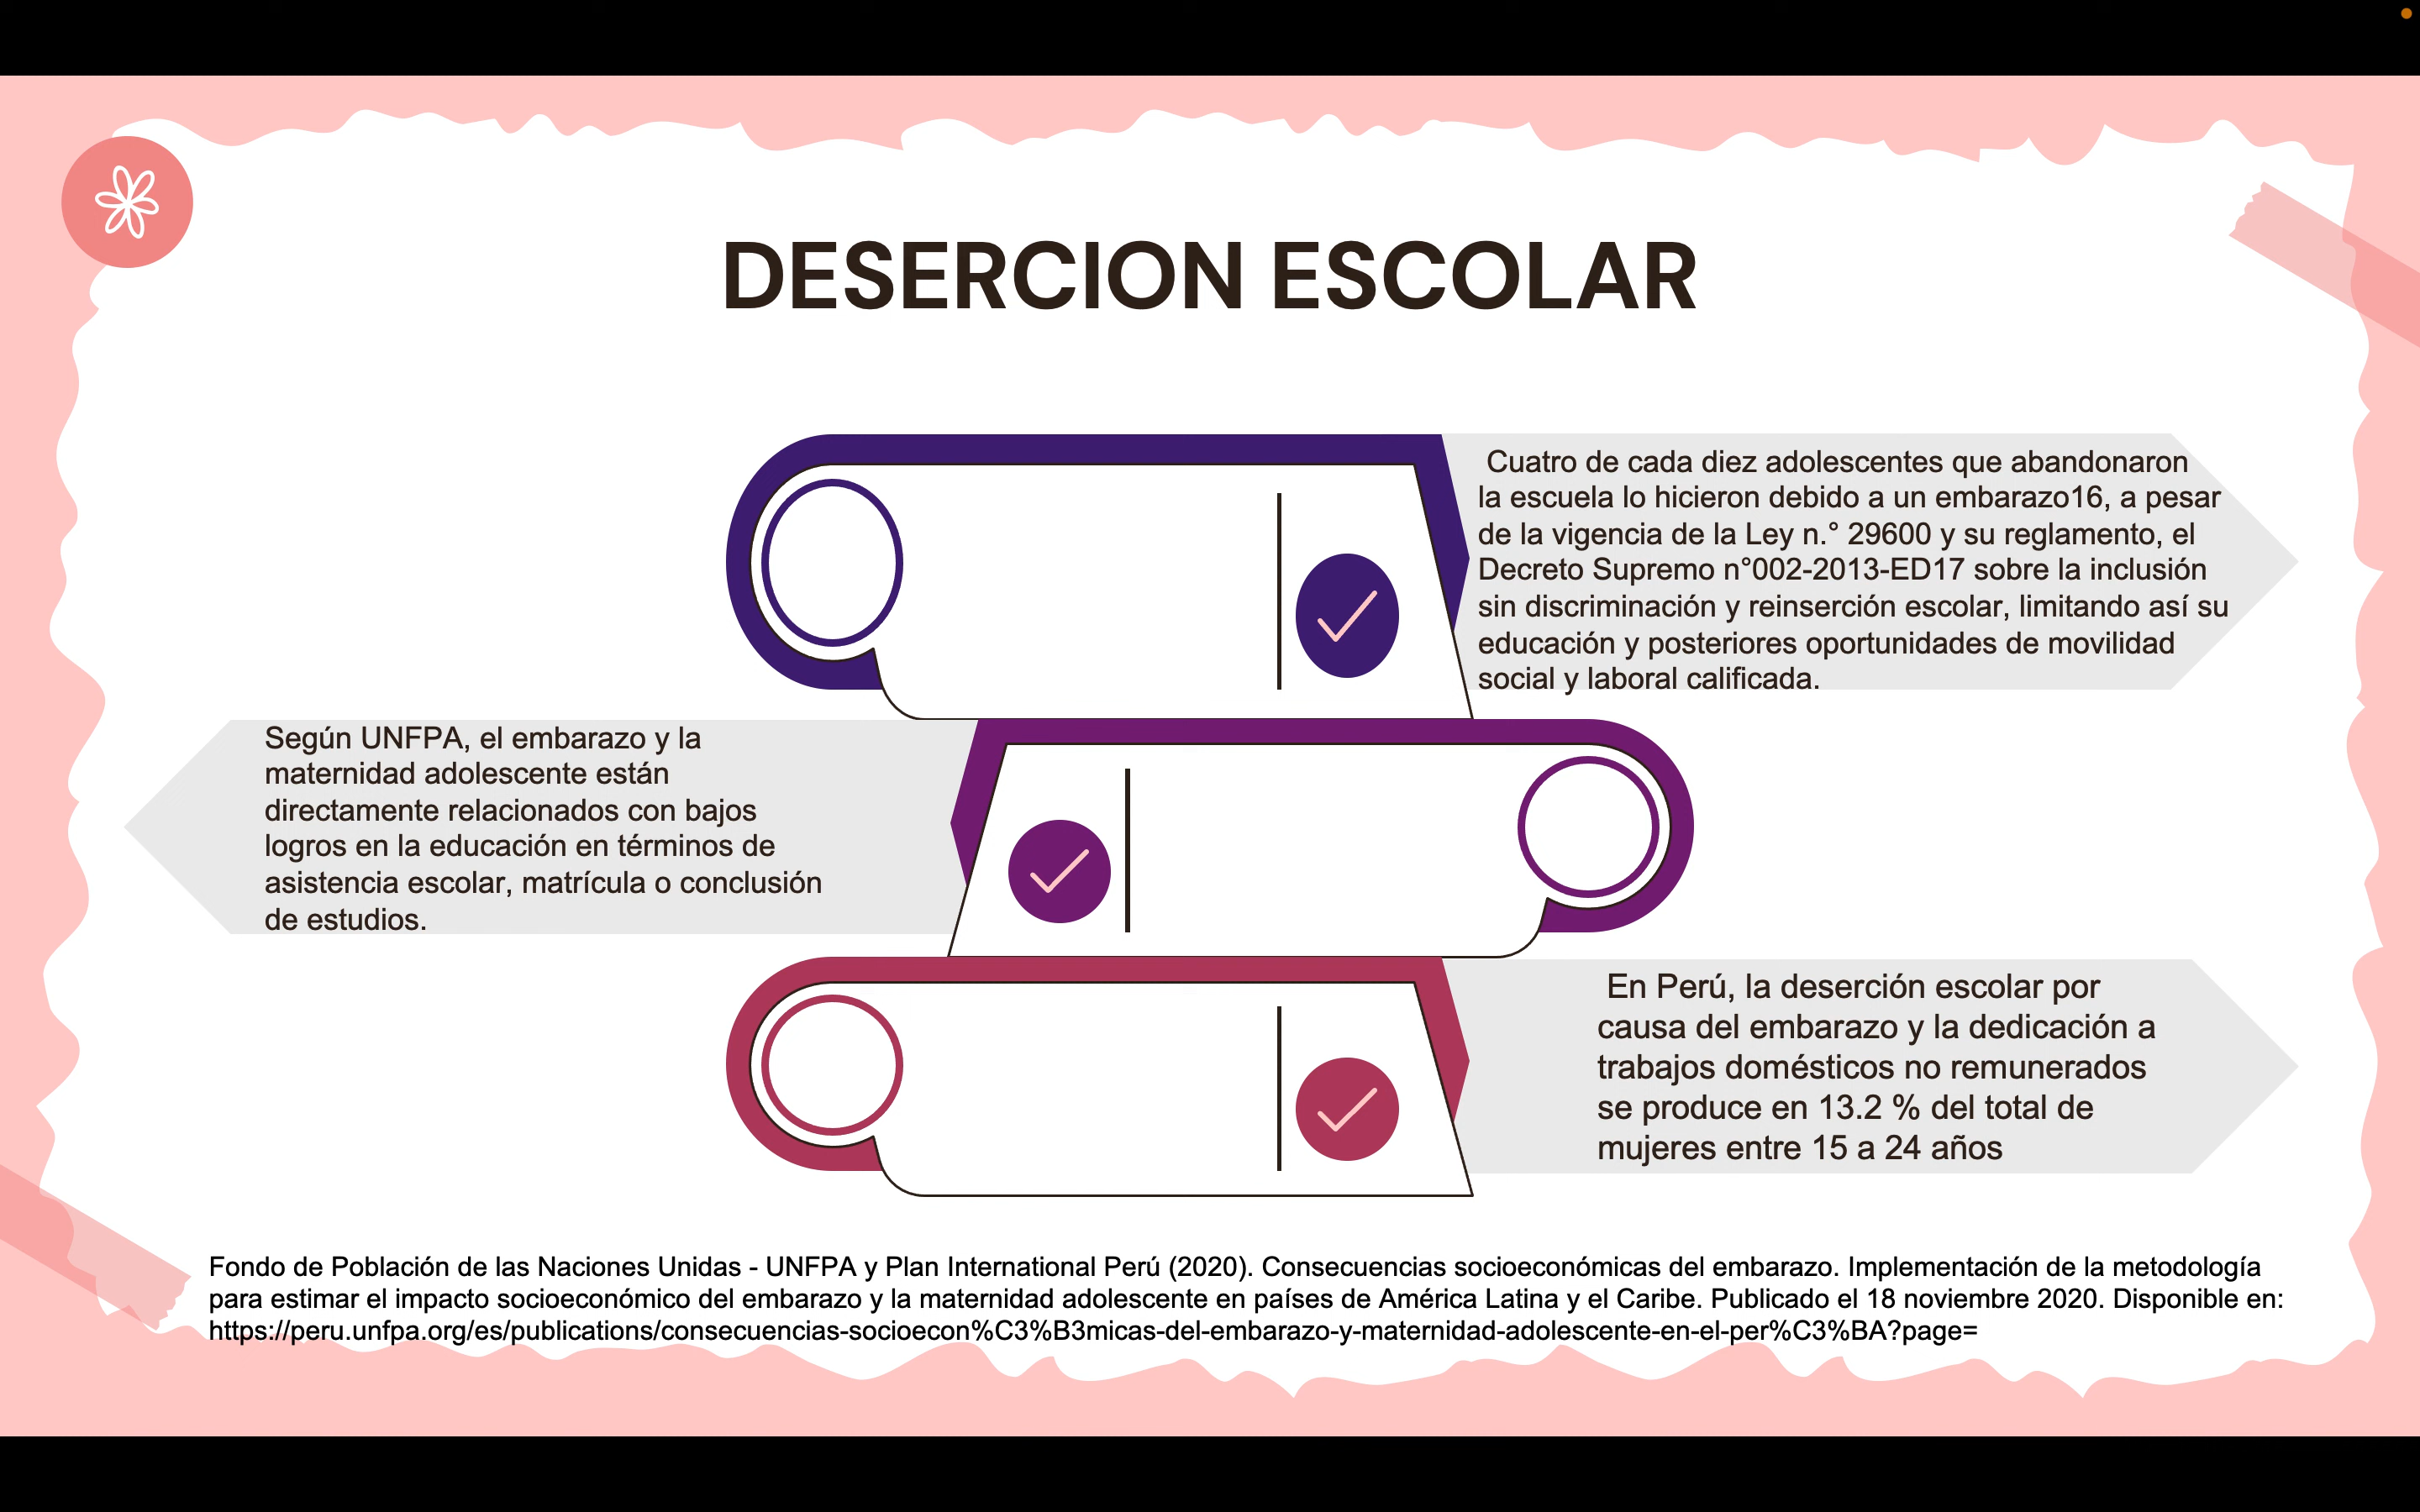 DESERCION ESCOLAR
Cuatro de cada diez adolescentes que abandonaron
la escuela lo hicieron debido a un embarazo16, a pesar
de la vigencia de la Ley n.° 29600 y su reglamento, el
Decreto Supremo n°002-2013-ED17 sobre la inclusión
sin discriminación y reinserción escolar, limitando así su
educación y posteriores oportunidades de movilidad
social y laboral calificada.
Según UNFPA, el embarazo y la
maternidad adolescente están
directamente relacionados con bajos
logros en la educación en términos de
asistencia escolar, matrícula o conclusión
de estudios.
En Perú, la deserción escolar por
causa del embarazo y la dedicación a
trabajos domésticos no remunerados
se produce en 13.2 % del total de
mujeres entre 15 a 24 años
Fondo de Población de las Naciones Unidas - UNFPA y Plan International Perú (2020). Consecuencias socioeconómicas del embarazo. Implementación de la metodología
para estimar el impacto socioeconómico del embarazo y la maternidad adolescente en países de América Latina y el Caribe. Publicado el 18 noviembre 2020. Disponible en:
https://peru.unfpa.org/es/publications/consecuencias-socioecon%C3%B3micas-del-embarazo-y-maternidad-adolescente-en-el-per%C3%BA?page=